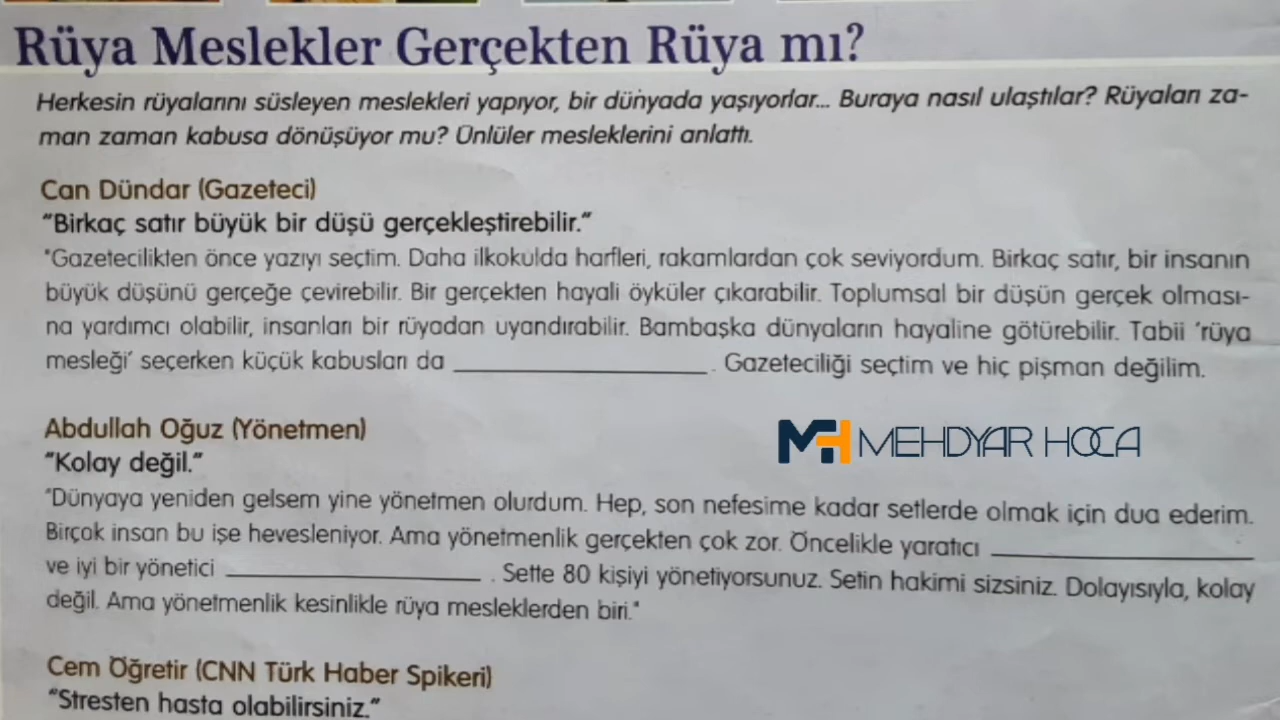 Rüya Meslekler Gerçekten Rüya mı?
Herkesin rüyalarını süsleyen meslekleri yapıyor, bir dünyada yaşıyorlar... Buraya nasıl ulaştılar? Rüyaları za-
man zaman kabusa dönüşüyor mu? Ünlüler mesleklerini anlattı.
Can Dündar (Gazeteci)
"Birkaç satır büyük bir düşü gerçekleştirebilir."
"Gazetecilikten önce yazıyı seçtim. Daha ilkokulda harfleri, rakamlardan çok seviyordum. Birkaç satır, bir insanın
büyük düşünü gerçeğe çevirebilir. Bir gerçekten hayali öyküler çıkarabilir. Toplumsal bir düşün gerçek olması-
na yardımcı olabilir, insanları bir rüyadan uyandırabilir. Bambaşka dünyaların hayaline götürebilir. Tabii 'rüya
mesleği' seçerken küçük kabusları da ____________________. Gazeteciliği seçtim ve hiç pişman değilim.
Abdullah Oğuz (Yönetmen)
MH MEHDYAR HOCA
"Kolay değil."
"Dünyaya yeniden gelsem yine yönetmen olurdum. Hep, son nefesime kadar setlerde olmak için dua ederim.
Birçok insan bu işe hevesleniyor. Ama yönetmenlik gerçekten çok zor. Öncelikle yaratıcı ____________________
ve iyi bir yönetici ____________________. Sette 80 kişiyi yönetiyorsunuz. Setin hakimi sizsiniz. Dolayısıyla, kolay
değil. Ama yönetmenlik kesinlikle rüya mesleklerden biri."
Cem Öğretir (CNN Türk Haber Spikeri)
"Stresten hasta olabilirsiniz."